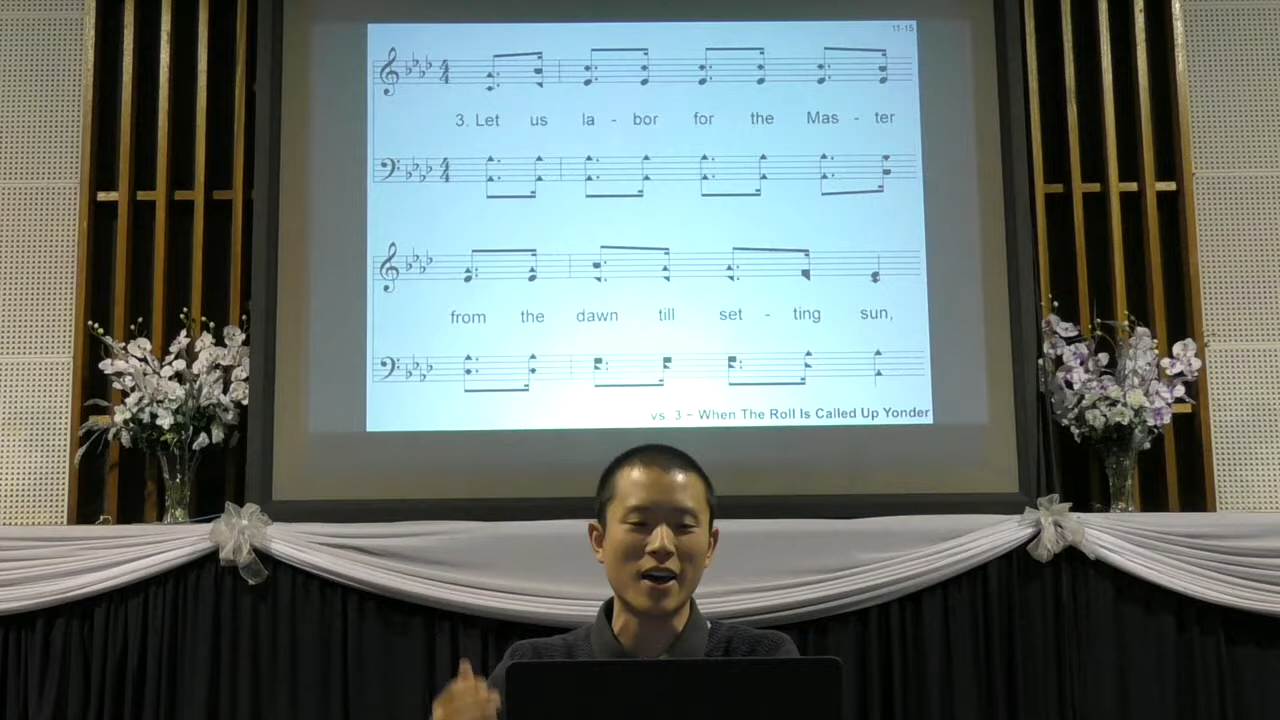 11-15
3. Let us la - bor for the Mas - ter
from the dawn till set - ting sun,
vs. 3 ~ When The Roll Is Called Up Yonder